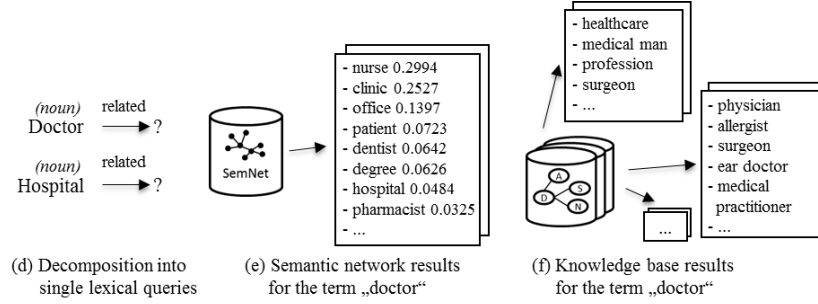 (noun) related
Doctor ?
(noun) related
Hospital ?
(d) Decomposition into
single lexical queries
SemNet
- nurse 0.2994
- clinic 0.2527
- office 0.1397
- patient 0.0723
- dentist 0.0642
- degree 0.0626
- hospital 0.0484
- pharmacist 0.0325
- ...
(e) Semantic network results
for the term „doctor“
- healthcare
- medical man
- profession
- surgeon
- ...
A
D
S
N
- physician
- allergist
- surgeon
- ear doctor
- medical
practitioner
- ...
...
(f) Knowledge base results
for the term „doctor“